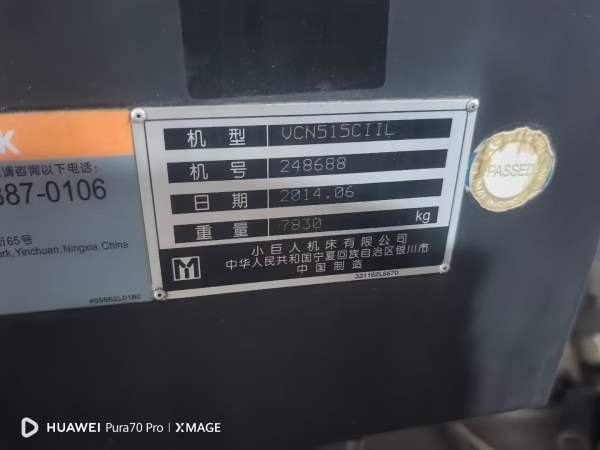 K
请咨询以下电话:
887-0106
65号
ark, Yinchuan, Ningxia, China
机 型 VCN515CIIL
机 号 248688
日 期 2014.06
重 量 7830 kg
小巨人机床有限公司
中华人民共和国宁夏回族自治区银川市
中国制造
PASSED
HUAWEI Pura70 Pro | XMAGE